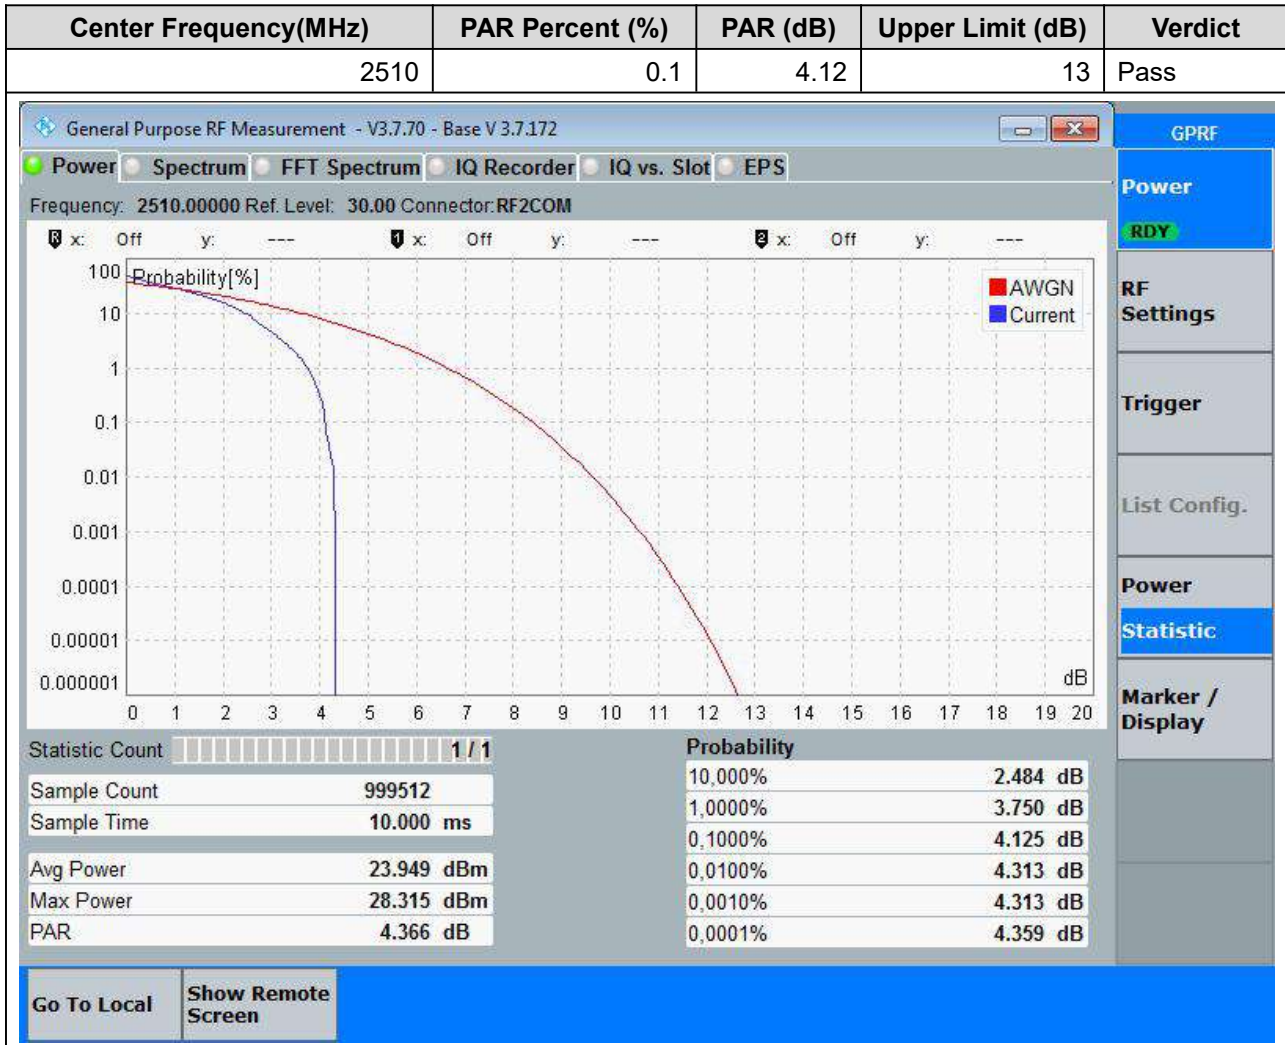 Center Frequency(MHz) PAR Percent (%) PAR (dB) Upper Limit (dB) Verdict
2510 0.1 4.12 13 Pass
General Purpose RF Measurement - V3.7.70 - Base V 3.7.172
GPRF
Power Spectrum FFT Spectrum IQ Recorder IQ vs. Slot EPS
Frequency: 2510.00000 Ref. Level: 30.00 Connector:RF2COM
R x: Off y: --- 1 x: Off y: --- 2 x: Off y: ---
Power
RDY
RF
Settings
Trigger
List Config.
Power
Statistic
Marker /
Display
Probability[%]
AWGN
Current
100
10
1
0.1
0.01
0.001
0.0001
0.00001
0.000001
dB
0 1 2 3 4 5 6 7 8 9 10 11 12 13 14 15 16 17 18 19 20
Statistic Count 1 / 1
Sample Count 999512
Sample Time 10.000 ms
Avg Power 23.949 dBm
Max Power 28.315 dBm
PAR 4.366 dB
Probability
10,000% 2.484 dB
1,0000% 3.750 dB
0,1000% 4.125 dB
0,0100% 4.313 dB
0,0010% 4.313 dB
0,0001% 4.359 dB
Go To Local
Show Remote
Screen